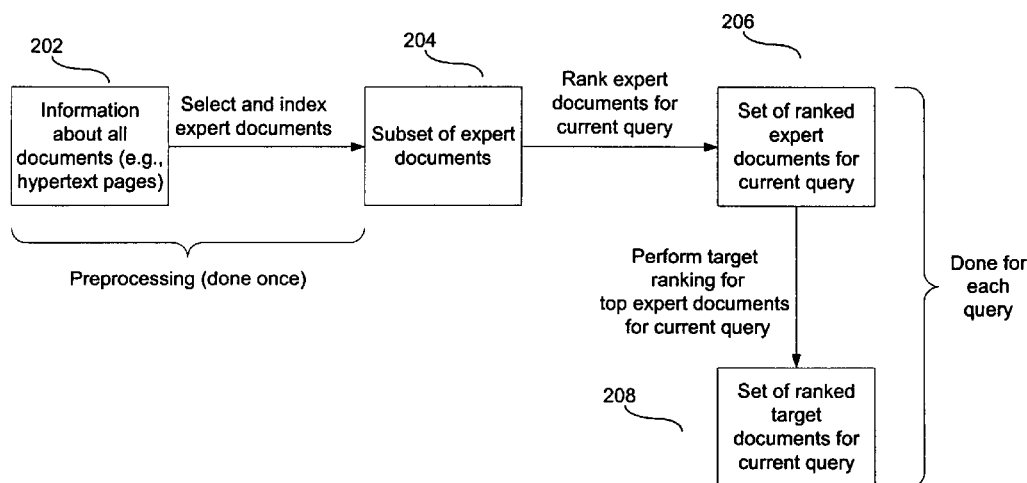 202
Information
about all
documents (e.g.,
hypertext pages)
Select and index
expert documents
204
Subset of expert
documents
Rank expert
documents for
current query
206
Set of ranked
expert
documents for
current query
Preprocessing (done once)
Perform target
ranking for
top expert documents
for current query
Done for
each
query
208
Set of ranked
target
documents for
current query